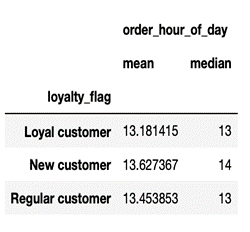 order_hour_of_day
mean median
loyalty_flag
Loyal customer 13.181415 13
New customer 13.627367 14
Regular customer 13.453853 13